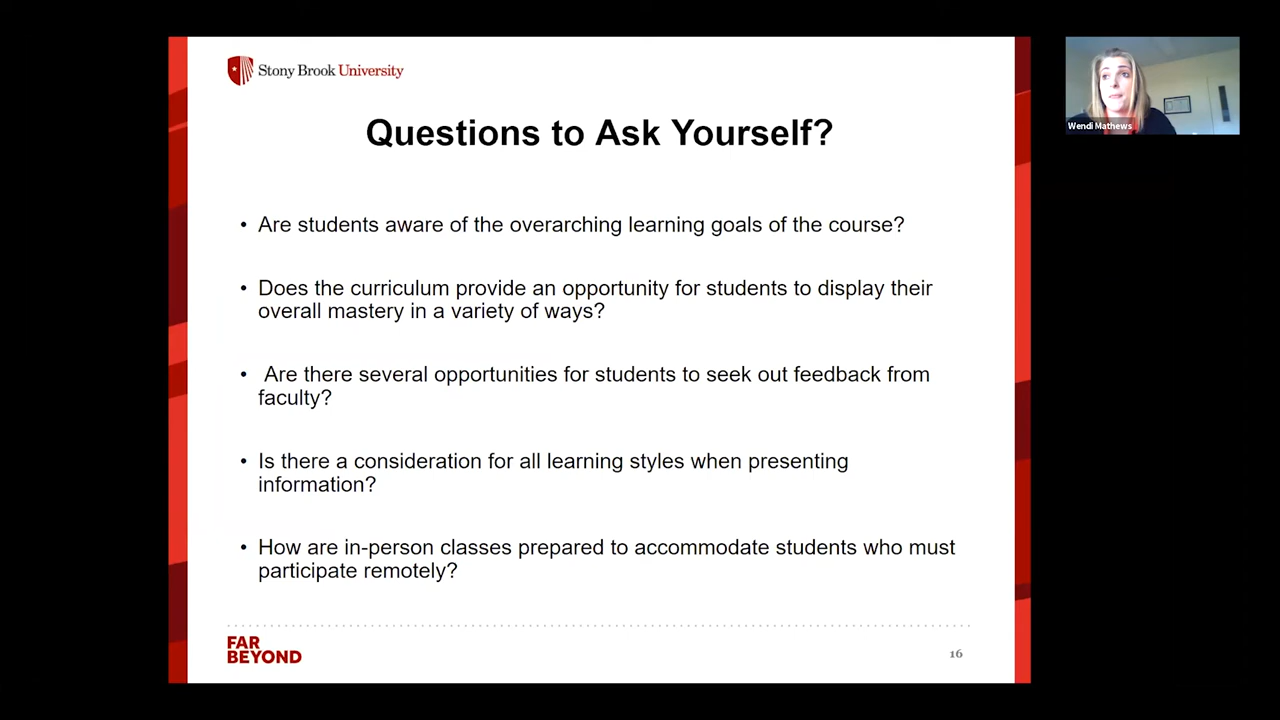 Stony Brook University
Questions to Ask Yourself?
• Are students aware of the overarching learning goals of the course?
• Does the curriculum provide an opportunity for students to display their
overall mastery in a variety of ways?
• Are there several opportunities for students to seek out feedback from
faculty?
• Is there a consideration for all learning styles when presenting
information?
• How are in-person classes prepared to accommodate students who must
participate remotely?
FAR
BEYOND
16
Wendi Mathews